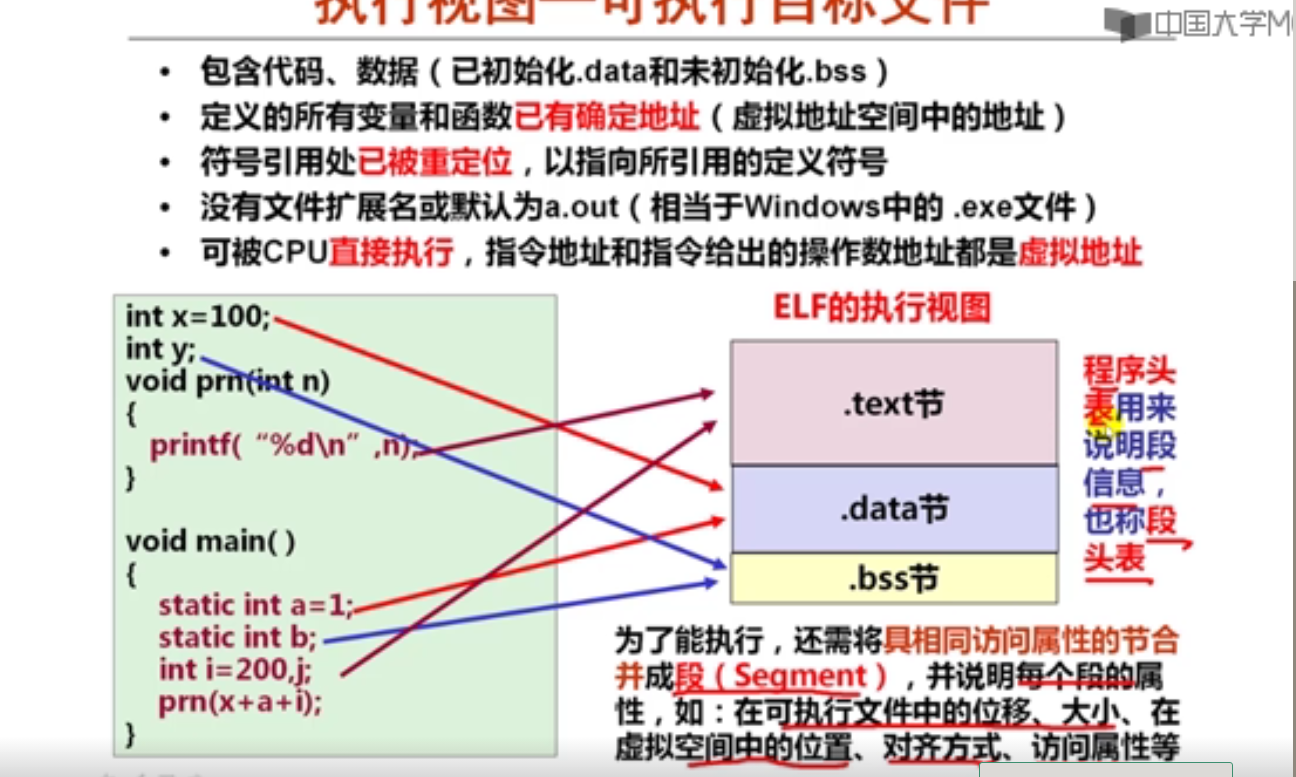 执行视图—可执行目标文件
中国大学M
• 包含代码、数据（已初始化.data和未初始化.bss）
• 定义的所有变量和函数已有确定地址（虚拟地址空间中的地址）
• 符号引用处已被重定位，以指向所引用的定义符号
• 没有文件扩展名或默认为a.out（相当于Windows中的 .exe文件）
• 可被CPU直接执行，指令地址和指令给出的操作数地址都是虚拟地址
int x=100;
int y;
void prn(int n)
{
printf( “%d\n” ,n);
}
void main( )
{
static int a=1;
static int b;
int i=200,j;
prn(x+a+i);
}
ELF的执行视图
.text节
.data节
.bss节
程序头
表用来
说明段
信息，
也称段
头表
为了能执行，还需将具相同访问属性的节合
并成段（Segment），并说明每个段的属
性，如：在可执行文件中的位移、大小、在
虚拟空间中的位置、对齐方式、访问属性等